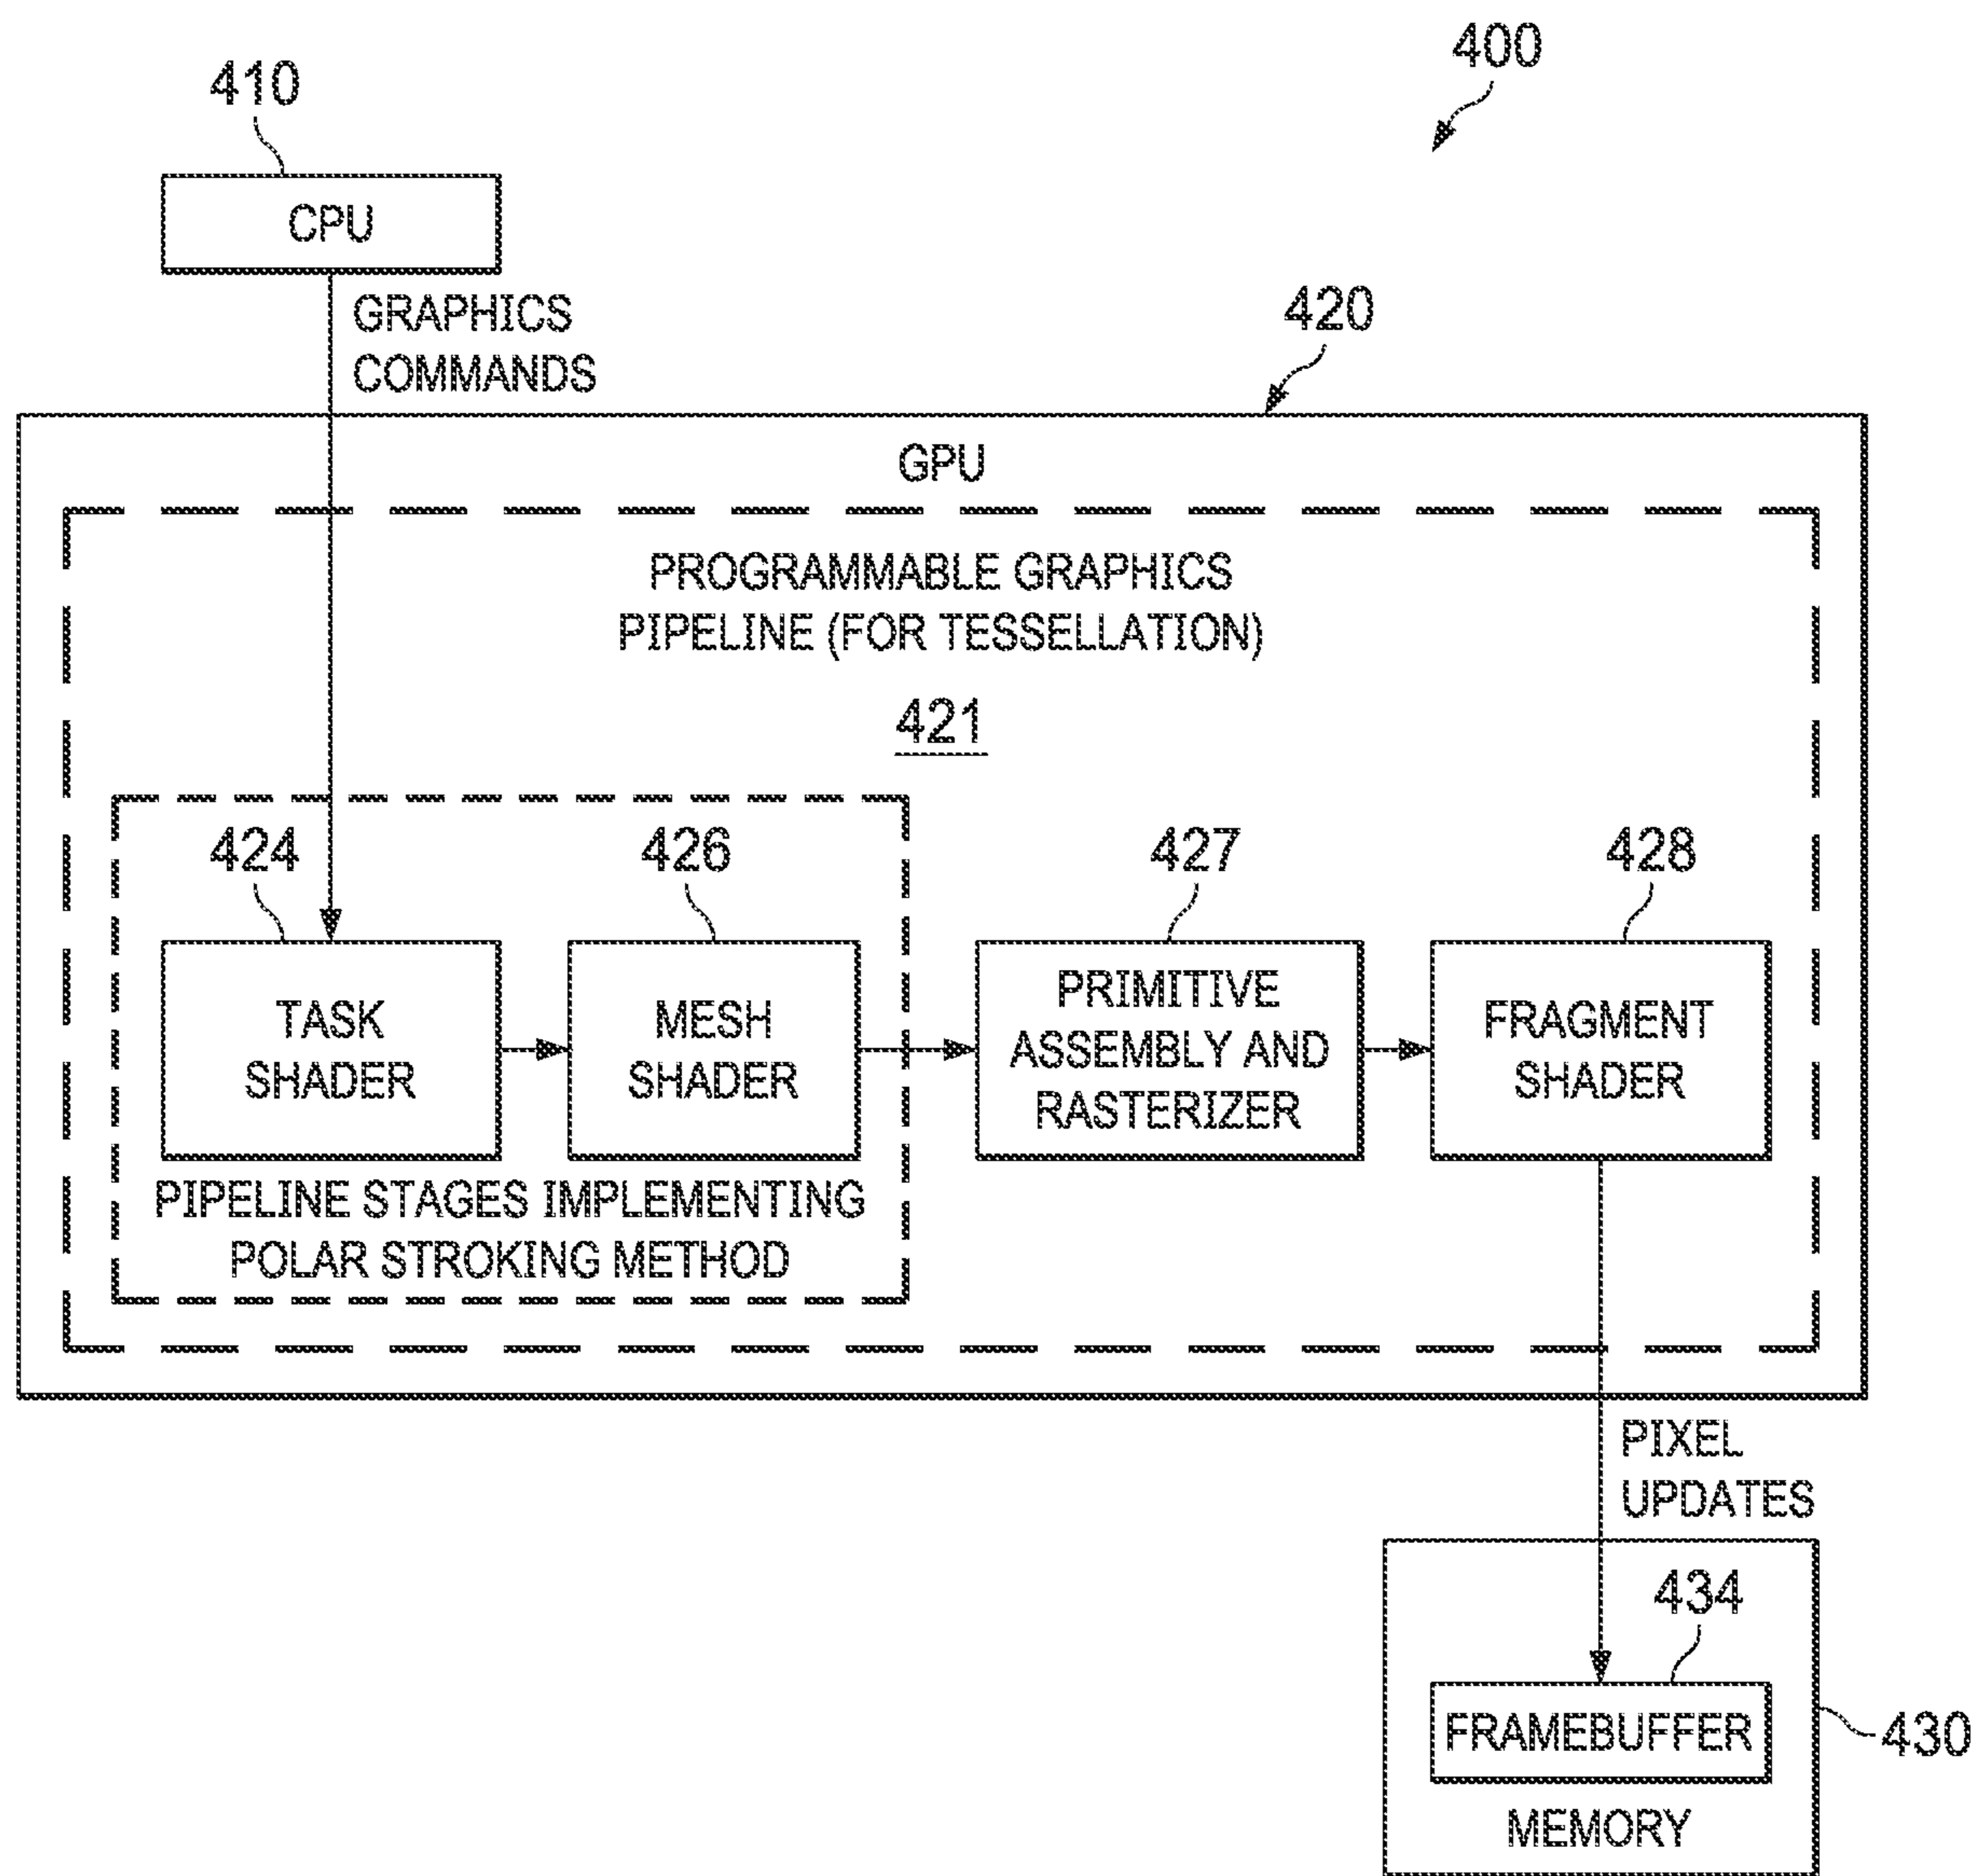 400
410
CPU
GRAPHICS
COMMANDS
420
GPU
PROGRAMMABLE GRAPHICS
PIPELINE (FOR TESSELLATION)
421
424
426
427
428
TASK
SHADER
MESH
SHADER
PRIMITIVE
ASSEMBLY AND
RASTERIZER
FRAGMENT
SHADER
PIPELINE STAGES IMPLEMENTING
POLAR STROKING METHOD
PIXEL
UPDATES
434
FRAMEBUFFER
430
MEMORY